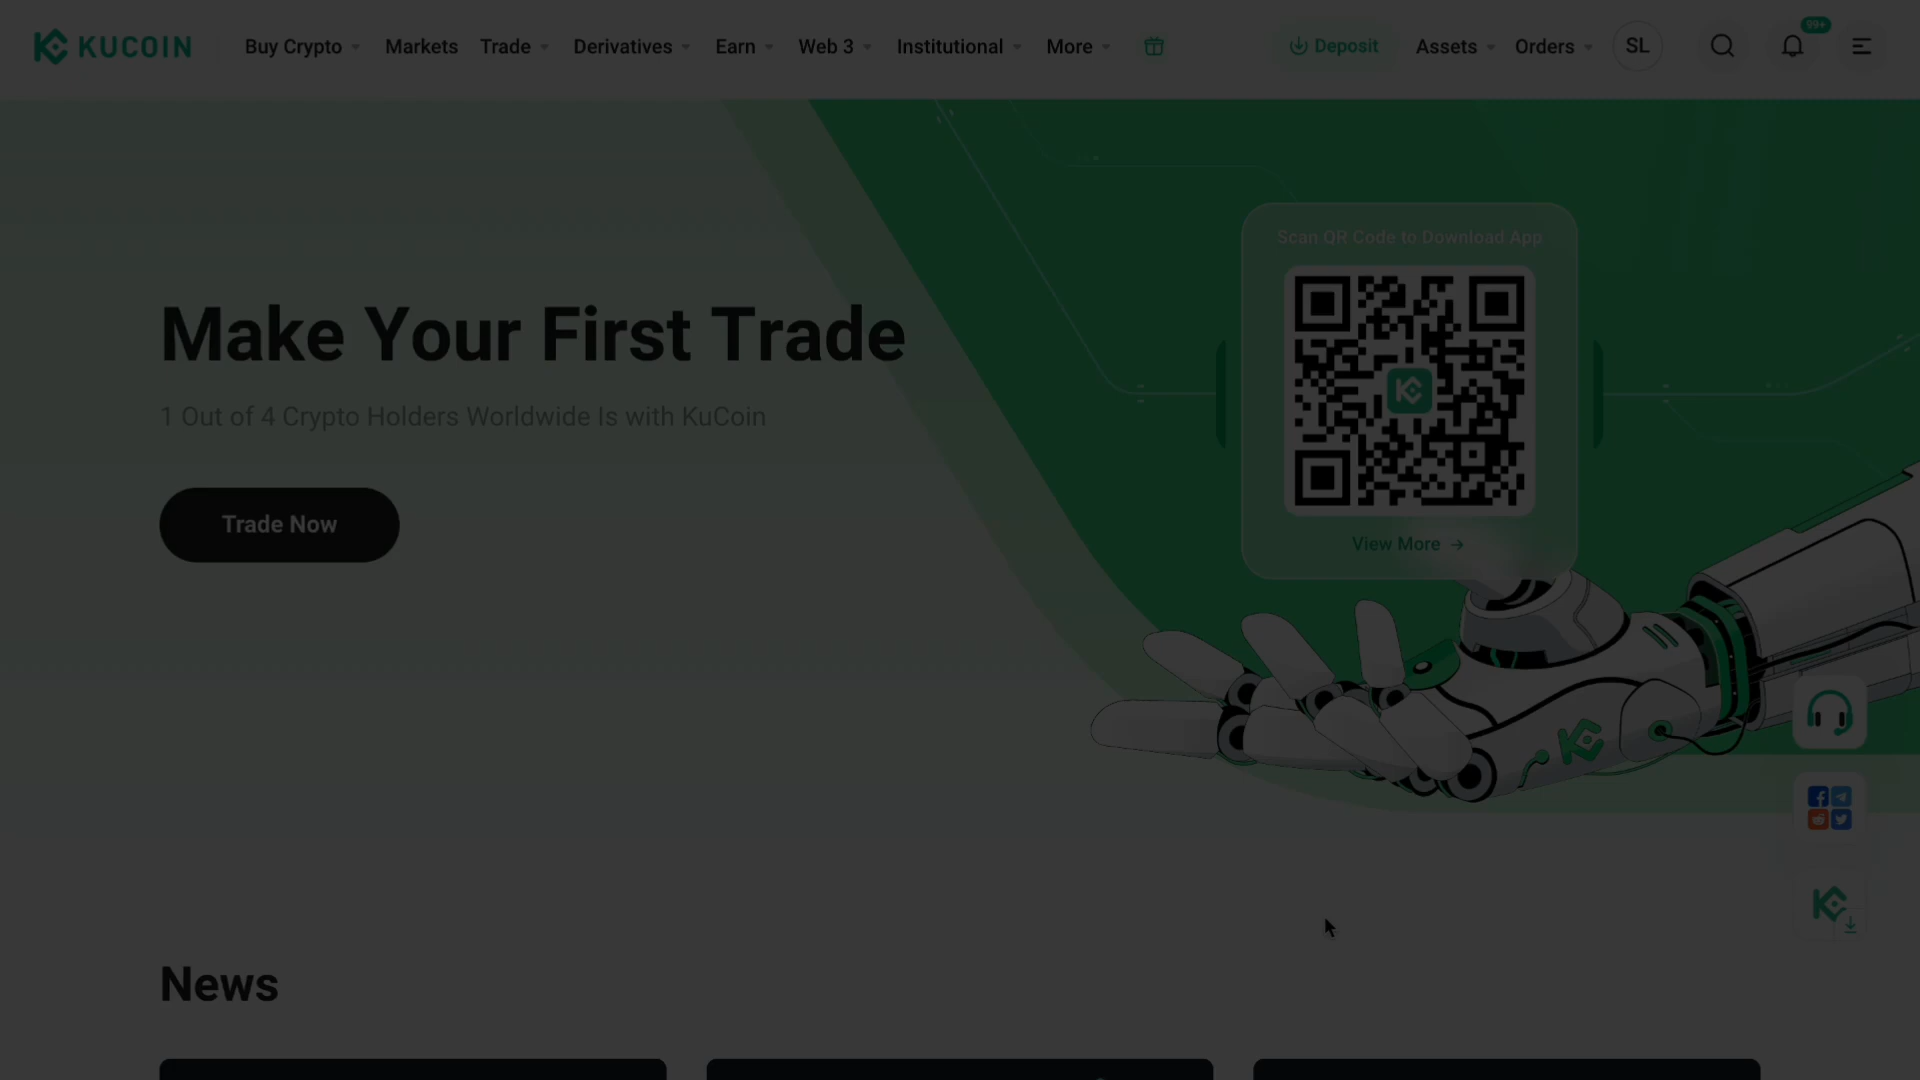 KUCOIN
Buy Crypto
Markets
Trade
Derivatives
Earn
Web 3
Institutional
More
Deposit
Assets
Orders
SL
99+
Scan QR Code to Download App
Make Your First Trade
1 Out of 4 Crypto Holders Worldwide Is with KuCoin
Trade Now
View More →
News